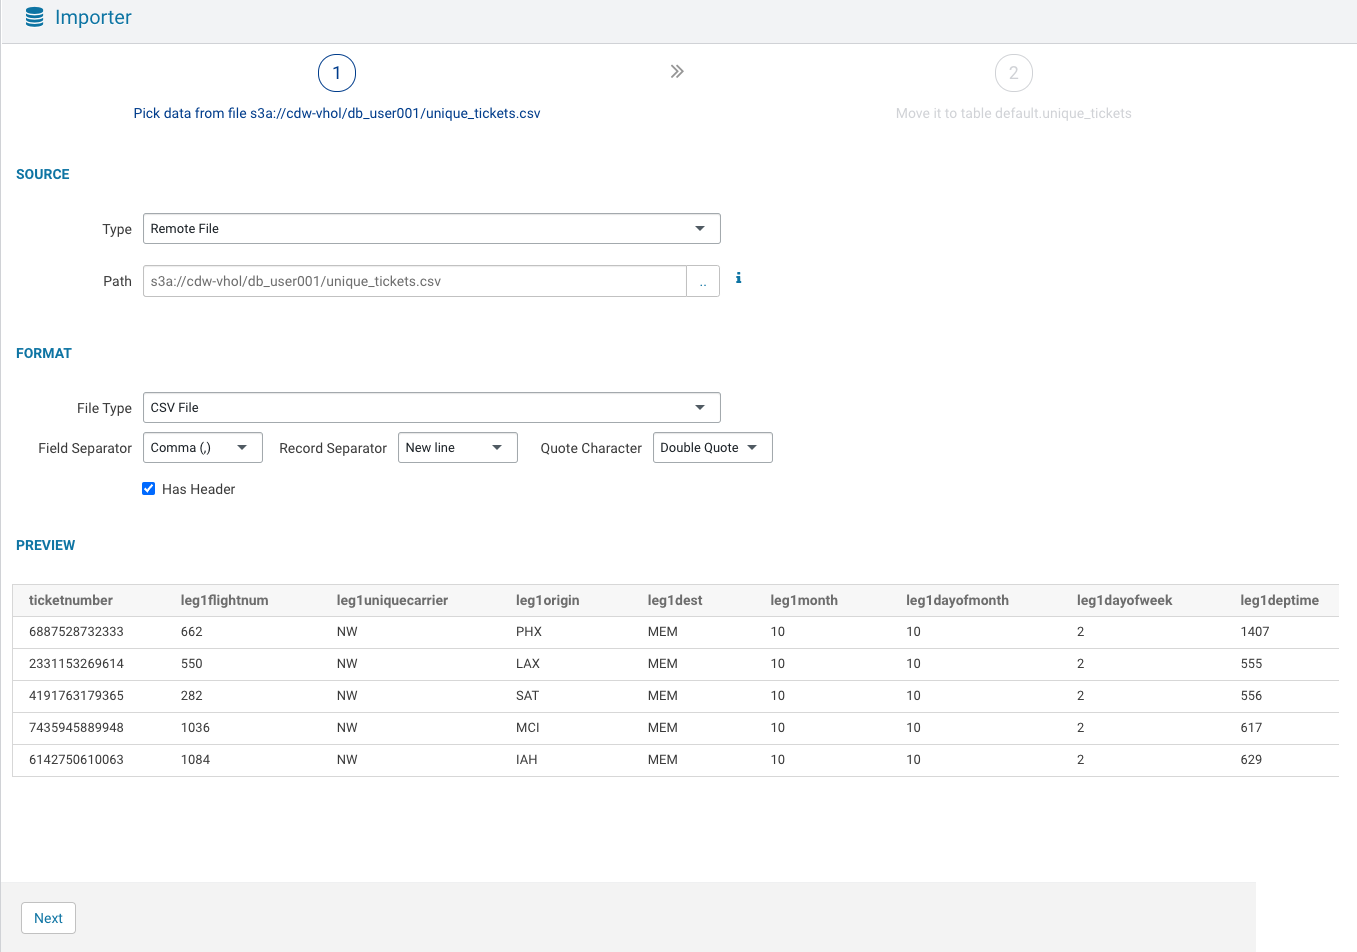 Importer
1
2
Pick data from file s3a://cdw-vhol/db_user001/unique_tickets.csv
Move it to table default.unique_tickets
SOURCE
Type Remote File
Path s3a://cdw-vhol/db_user001/unique_tickets.csv ..
FORMAT
File Type CSV File
Field Separator Comma (,) Record Separator New line Quote Character Double Quote
Has Header
PREVIEW
ticketnumber leg1flightnum leg1uniquecarrier leg1origin leg1dest leg1month leg1dayofmonth leg1dayofweek leg1deptime
6887528732333 662 NW PHX MEM 10 10 2 1407
2331153269614 550 NW LAX MEM 10 10 2 555
4191763179365 282 NW SAT MEM 10 10 2 556
7435945889948 1036 NW MCI MEM 10 10 2 617
6142750610063 1084 NW IAH MEM 10 10 2 629
Next